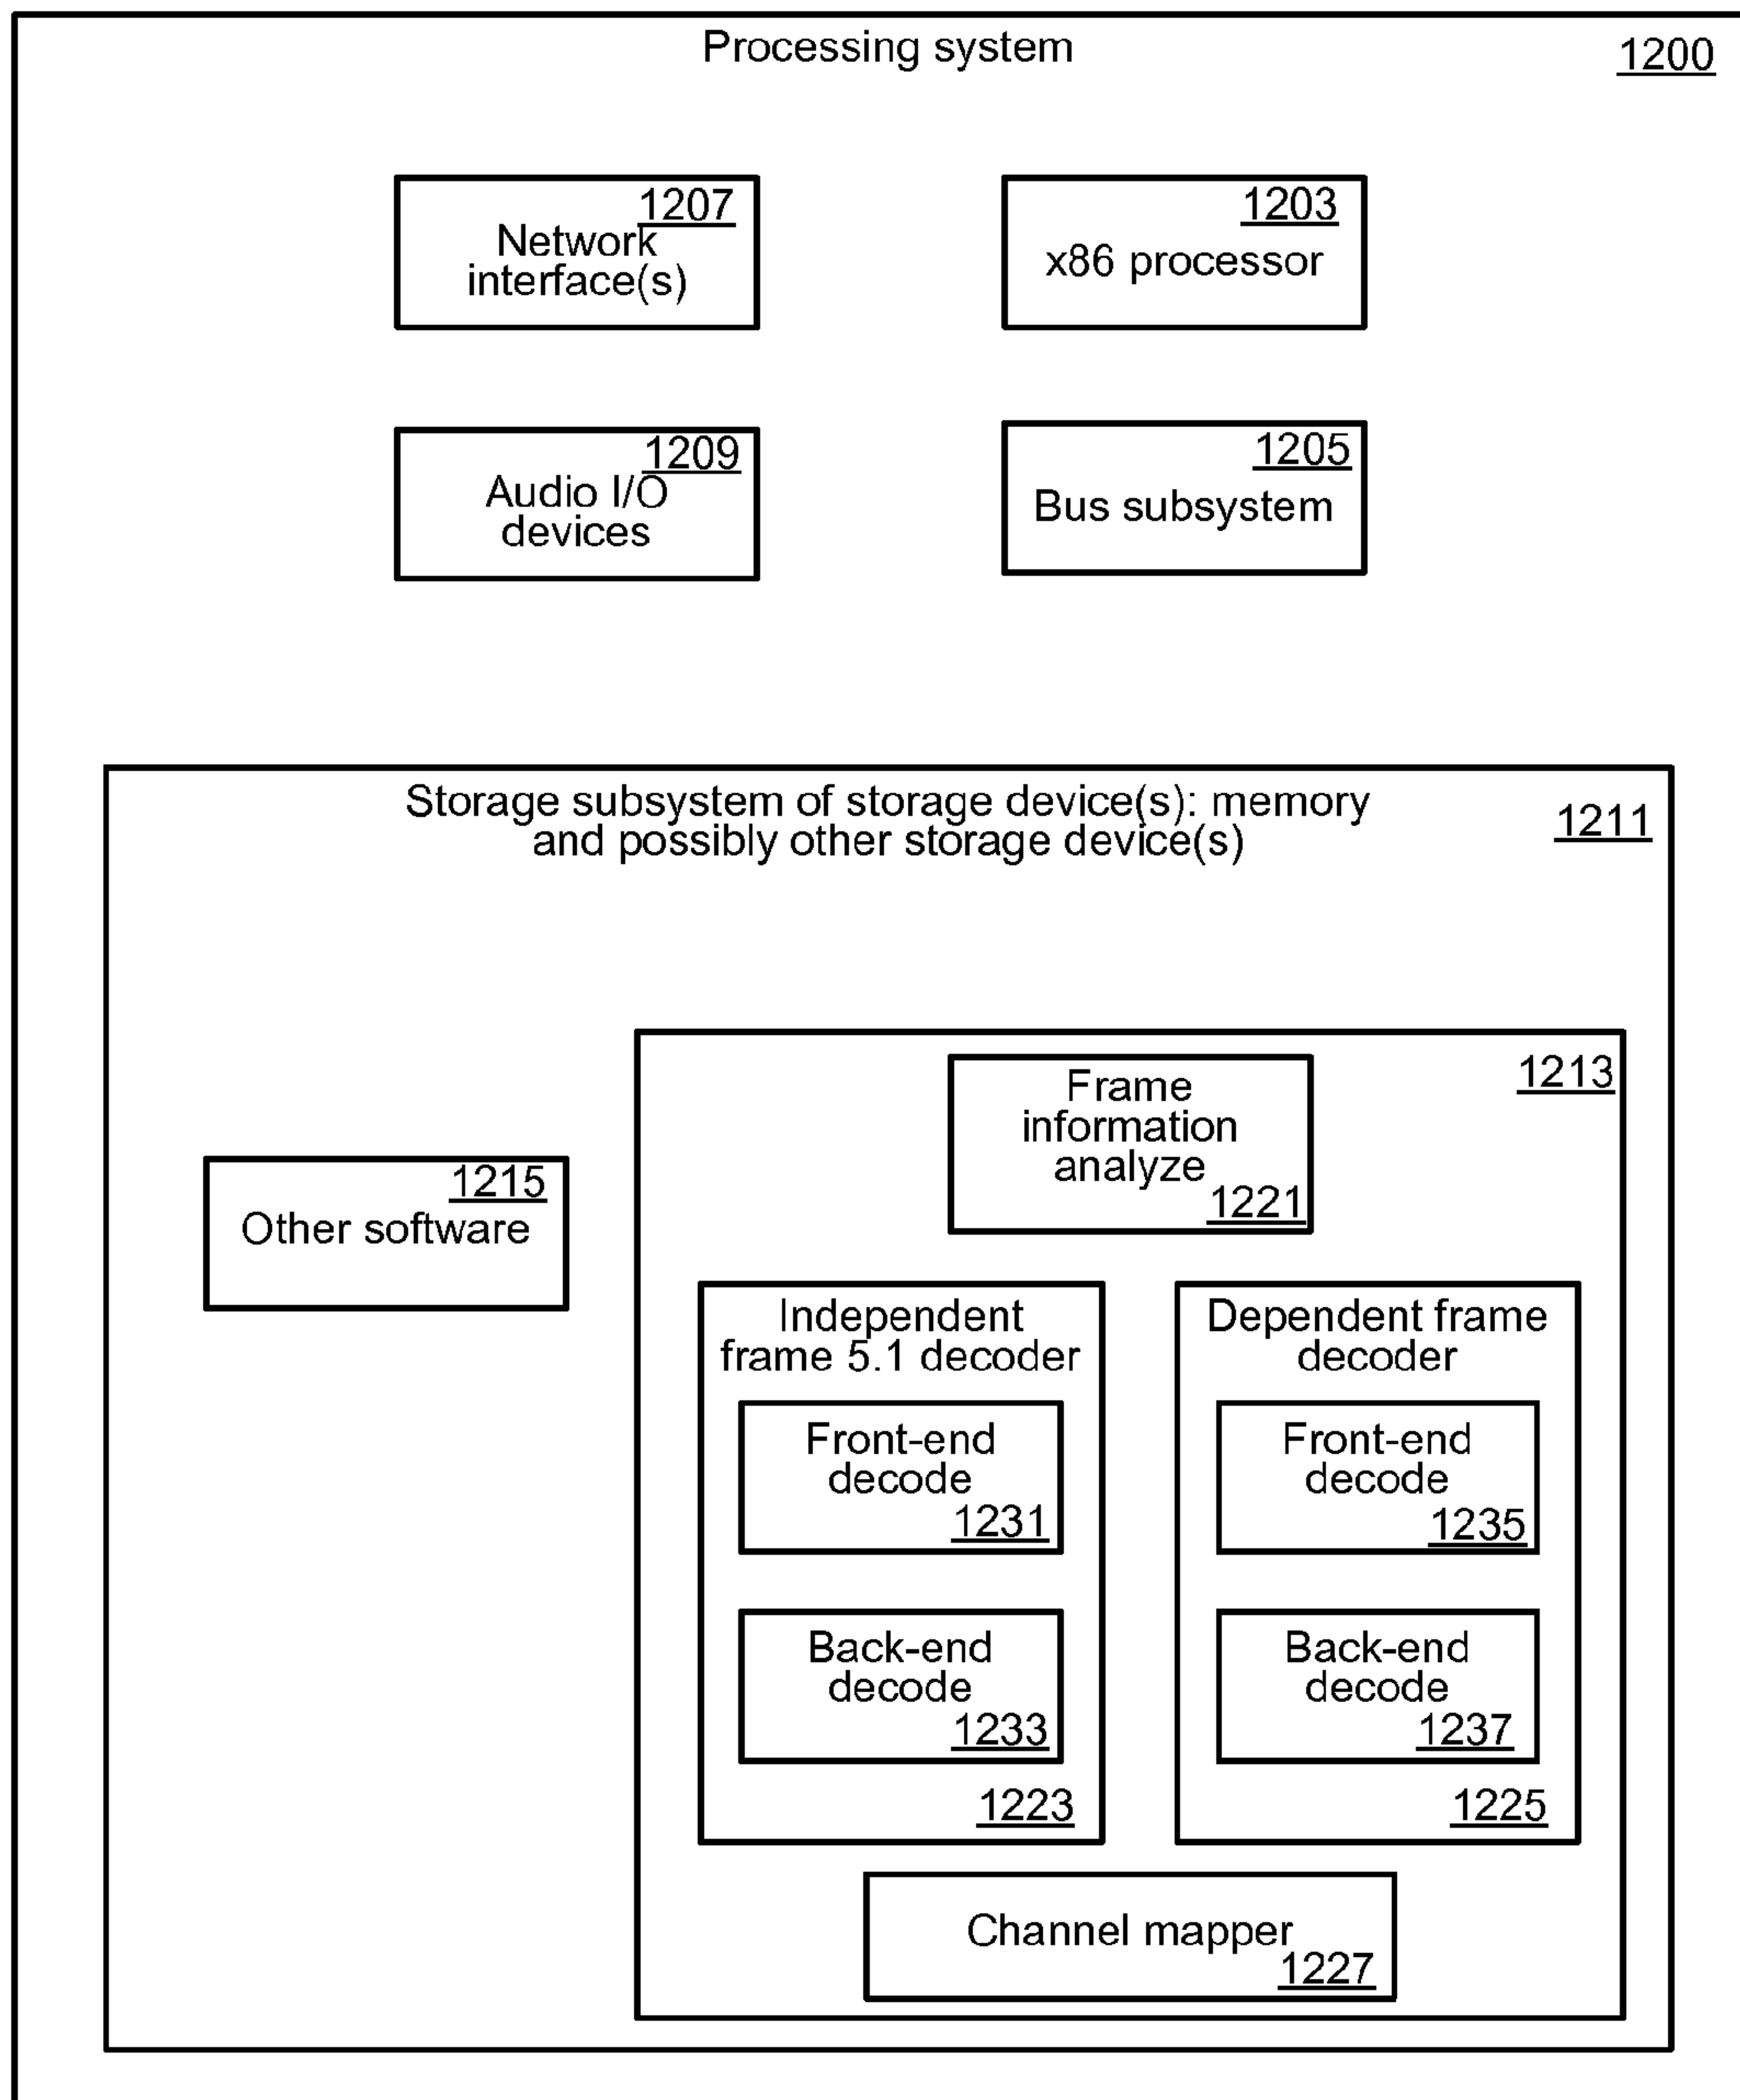 Processing system
1200
1207
Network
interface(s)
1203
x86 processor
1209
Audio I/O
devices
1205
Bus subsystem
Storage subsystem of storage device(s): memory
and possibly other storage device(s)
1211
1213
Frame
information
analyze
1221
1215
Other software
Independent
frame 5.1 decoder
Front-end
decode
1231
Back-end
decode
1233
1223
Dependent frame
decoder
Front-end
decode
1235
Back-end
decode
1237
1225
Channel mapper
1227